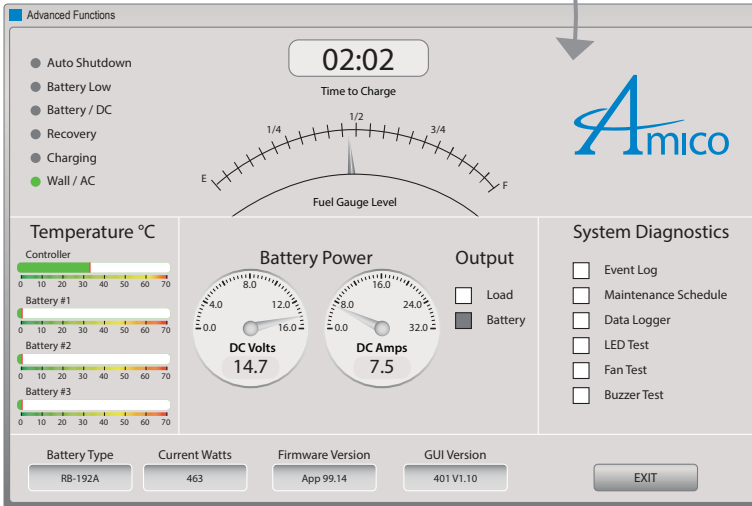 Advanced Functions
Auto Shutdown
Battery Low
Battery / DC
Recovery
Charging
Wall / AC
02:02
Time to Charge
E 1/4 1/2 3/4 F
Fuel Gauge Level
Amico
Temperature °C
Controller
0 10 20 30 40 50 60 70
Battery #1
0 10 20 30 40 50 60 70
Battery #2
0 10 20 30 40 50 60 70
Battery #3
0 10 20 30 40 50 60 70
Battery Power
0.0 4.0 8.0 12.0 16.0
DC Volts
14.7
0.0 8.0 16.0 24.0 32.0
DC Amps
7.5
Output
Load
Battery
System Diagnostics
Event Log
Maintenance Schedule
Data Logger
LED Test
Fan Test
Buzzer Test
Battery Type
RB-192A
Current Watts
463
Firmware Version
App 99.14
GUI Version
401 V1.10
EXIT